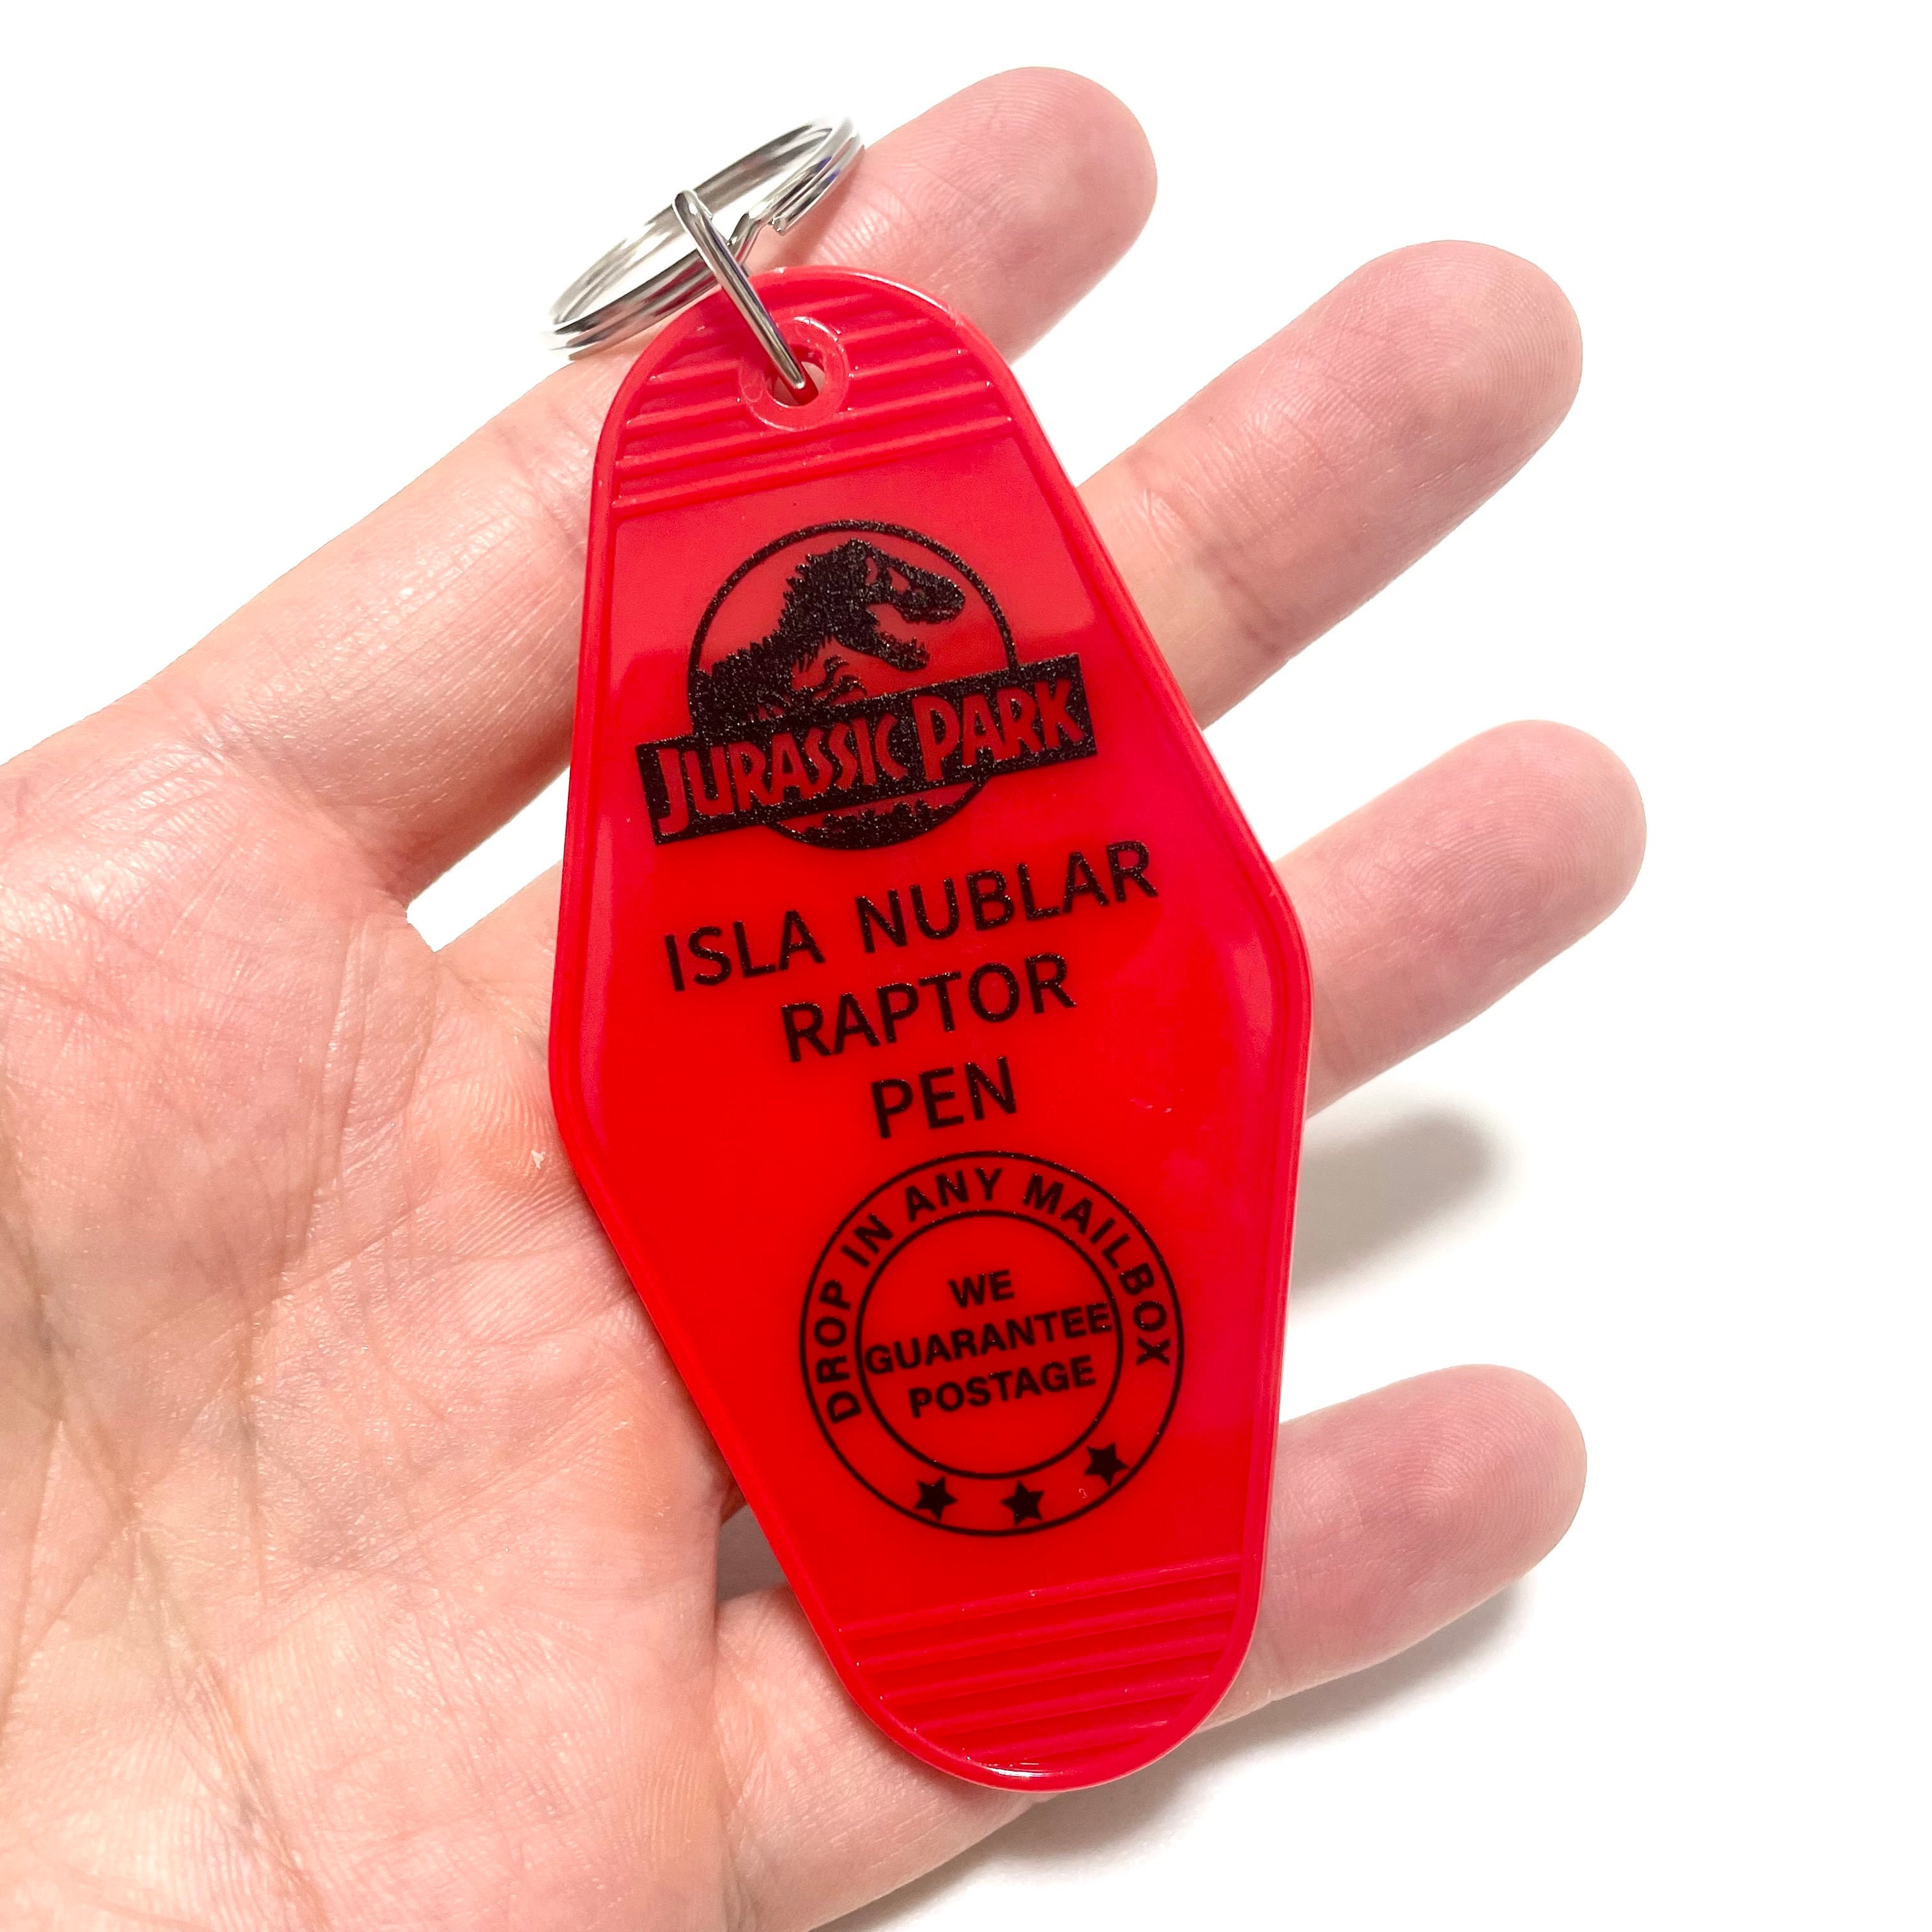 JURASSIC PARK
ISLA NUBLAR
RAPTOR
PEN
DROP IN ANY MAILBOX
WE
GUARANTEE
POSTAGE